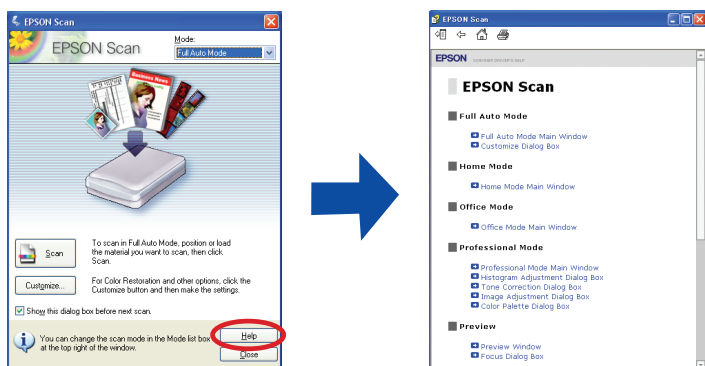 EPSON Scan
EPSON Scan
Mode:
Full Auto Mode
Business News
Scan
To scan in Full Auto Mode, position or load
the material you want to scan, then click
Scan.
Customize...
For Color Restoration and other options, click the
Customize button and then make the settings.
Show this dialog box before next scan.
You can change the scan mode in the Mode list box
at the top right of the window.
Help
Close
EPSON Scan
EPSON SCANNER DRIVER'S HELP
EPSON Scan
Full Auto Mode
Full Auto Mode Main Window
Customize Dialog Box
Home Mode
Home Mode Main Window
Office Mode
Office Mode Main Window
Professional Mode
Professional Mode Main Window
Histogram Adjustment Dialog Box
Tone Correction Dialog Box
Image Adjustment Dialog Box
Color Palette Dialog Box
Preview
Preview Window
Focus Dialog Box